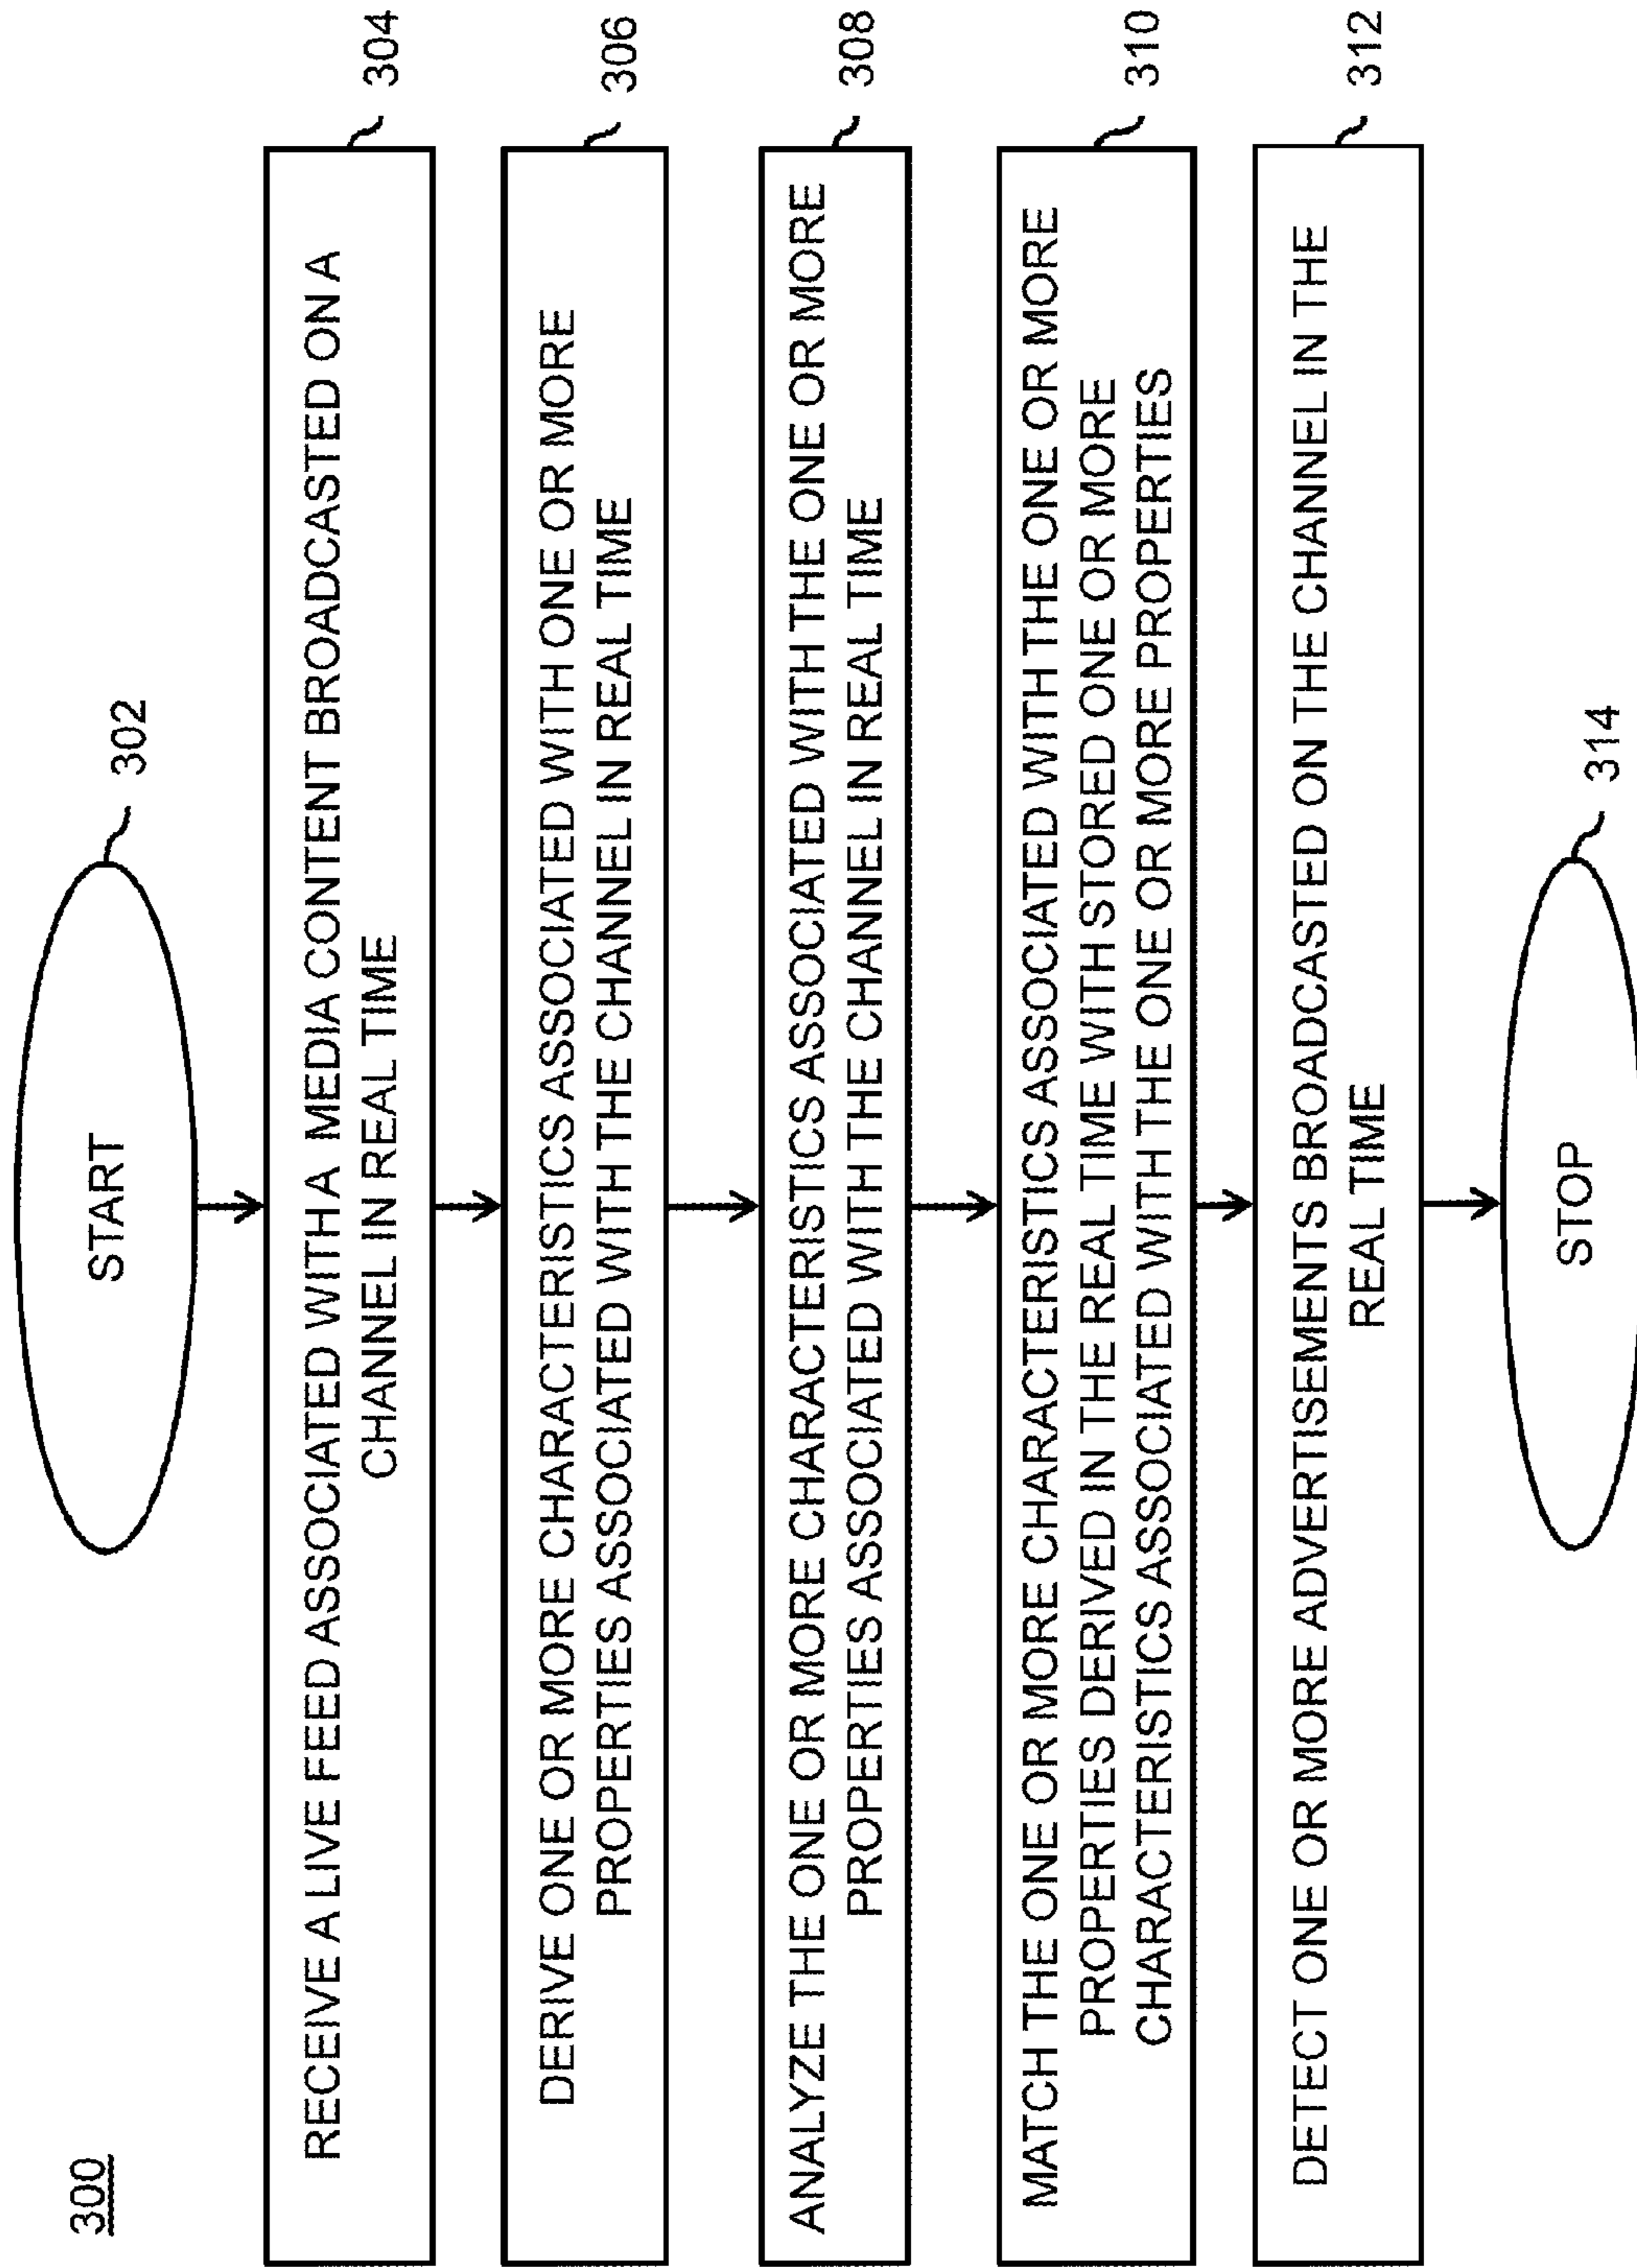 300
START
302
RECEIVE A LIVE FEED ASSOCIATED WITH A MEDIA CONTENT BROADCASTED ON A
CHANNEL IN REAL TIME
304
DERIVE ONE OR MORE CHARACTERISTICS ASSOCIATED WITH ONE OR MORE
PROPERTIES ASSOCIATED WITH THE CHANNEL IN REAL TIME
306
ANALYZE THE ONE OR MORE CHARACTERISTICS ASSOCIATED WITH THE ONE OR MORE
PROPERTIES ASSOCIATED WITH THE CHANNEL IN REAL TIME
308
MATCH THE ONE OR MORE CHARACTERISTICS ASSOCIATED WITH THE ONE OR MORE
PROPERTIES DERIVED IN THE REAL TIME WITH STORED ONE OR MORE
CHARACTERISTICS ASSOCIATED WITH THE ONE OR MORE PROPERTIES
310
DETECT ONE OR MORE ADVERTISEMENTS BROADCASTED ON THE CHANNEL IN THE
REAL TIME
312
STOP
314